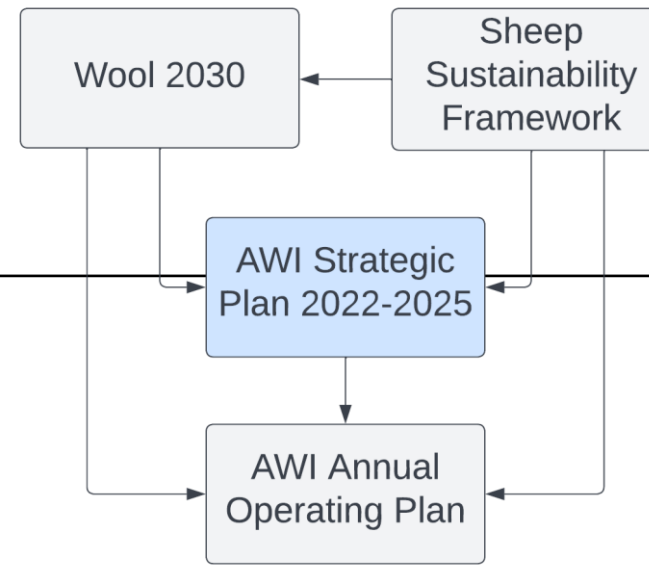 Wool 2030
Sheep
Sustainability
Framework
AWI Strategic
Plan 2022-2025
AWI Annual
Operating Plan